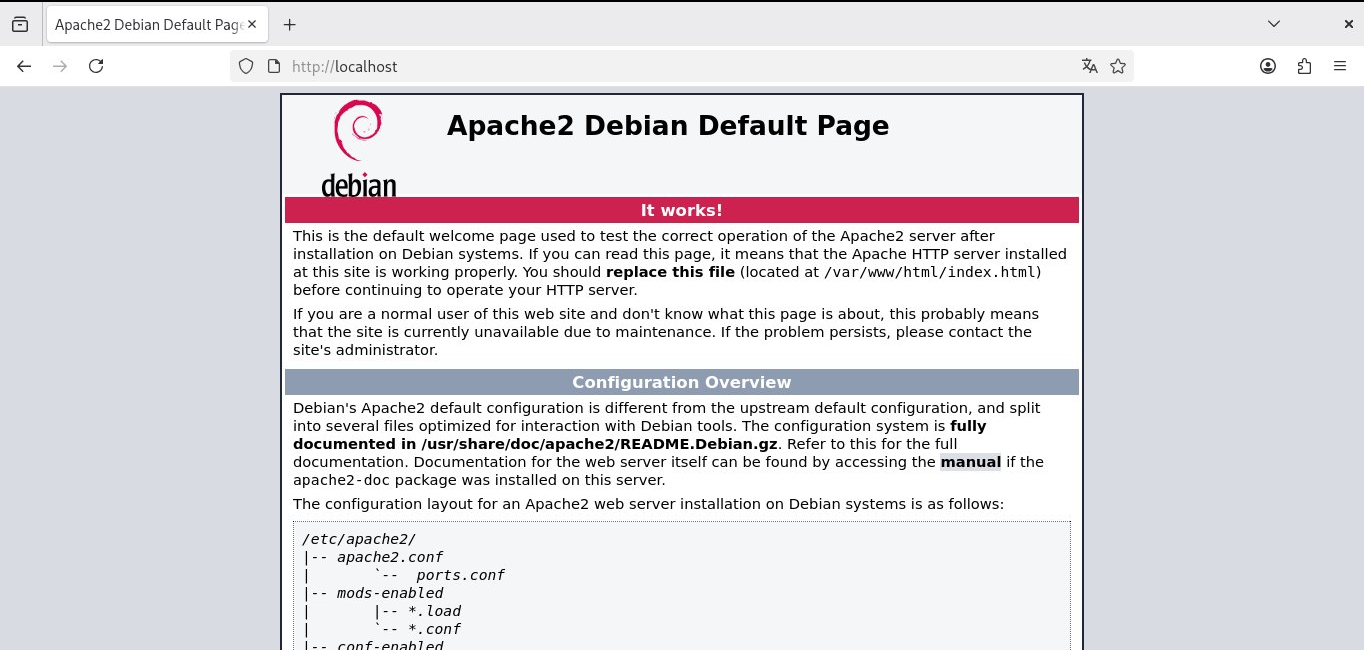 Apache2 Debian Default Page
http://localhost
debian
Apache2 Debian Default Page
It works!
This is the default welcome page used to test the correct operation of the Apache2 server after
installation on Debian systems. If you can read this page, it means that the Apache HTTP server installed
at this site is working properly. You should replace this file (located at /var/www/html/index.html)
before continuing to operate your HTTP server.
If you are a normal user of this web site and don't know what this page is about, this probably means
that the site is currently unavailable due to maintenance. If the problem persists, please contact the
site's administrator.
Configuration Overview
Debian's Apache2 default configuration is different from the upstream default configuration, and split
into several files optimized for interaction with Debian tools. The configuration system is fully
documented in /usr/share/doc/apache2/README.Debian.gz. Refer to this for the full
documentation. Documentation for the web server itself can be found by accessing the manual if the
apache2-doc package was installed on this server.
The configuration layout for an Apache2 web server installation on Debian systems is as follows:
/etc/apache2/
|-- apache2.conf
|       `--  ports.conf
|-- mods-enabled
|       |-- *.load
|       `-- *.conf
|-- conf-enabled